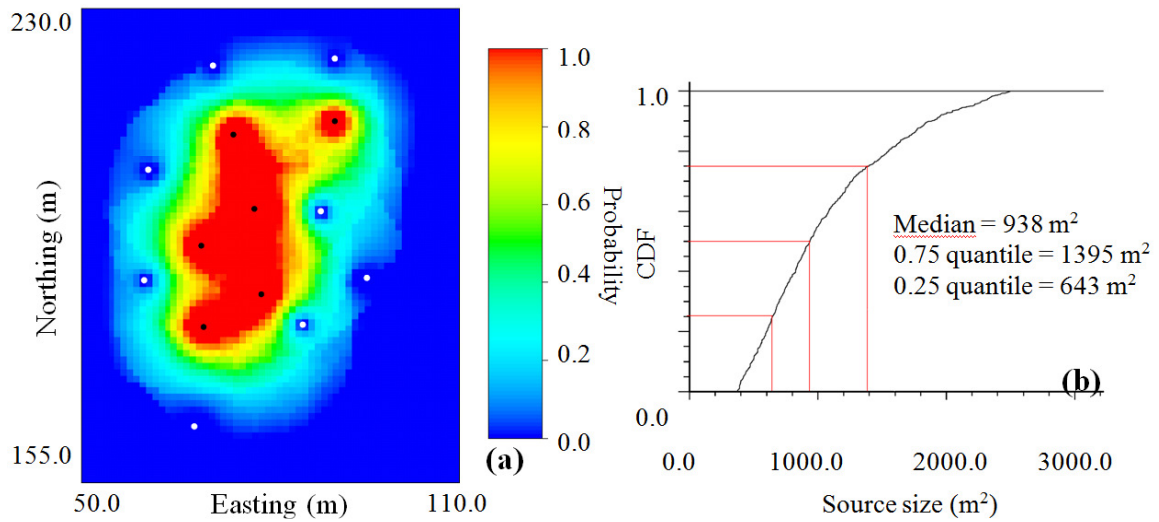 230.0
Northing (m)
155.0
50.0
Easting (m)
110.0
(a)
1.0
0.8
0.6
0.4
0.2
0.0
Probability
1.0
CDF
0.0
Median = 938 m²
0.75 quantile = 1395 m²
0.25 quantile = 643 m²
(b)
0.0 1000.0 2000.0 3000.0
Source size (m²)